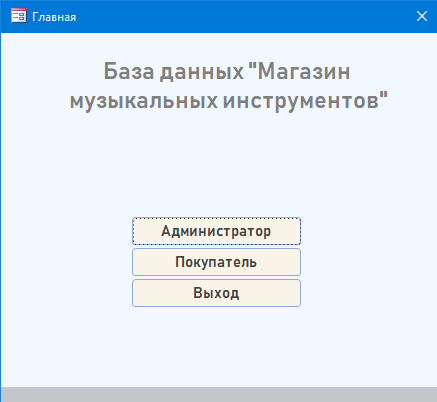 Главная
База данных "Магазин
музыкальных инструментов"
Администратор
Покупатель
Выход